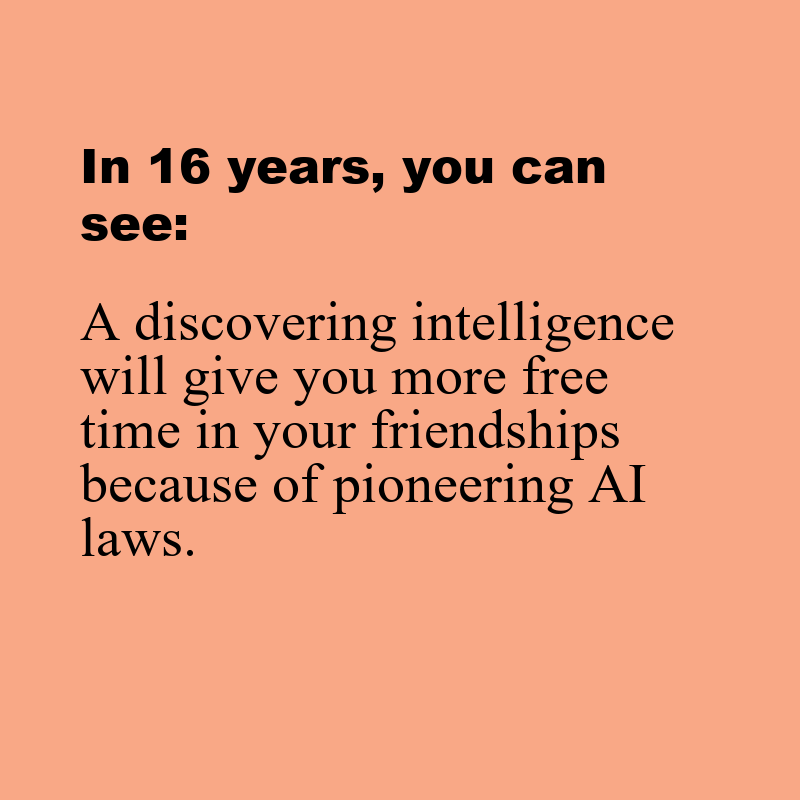 In 16 years, you can
see:
A discovering intelligence
will give you more free
time in your friendships
because of pioneering AI
laws.